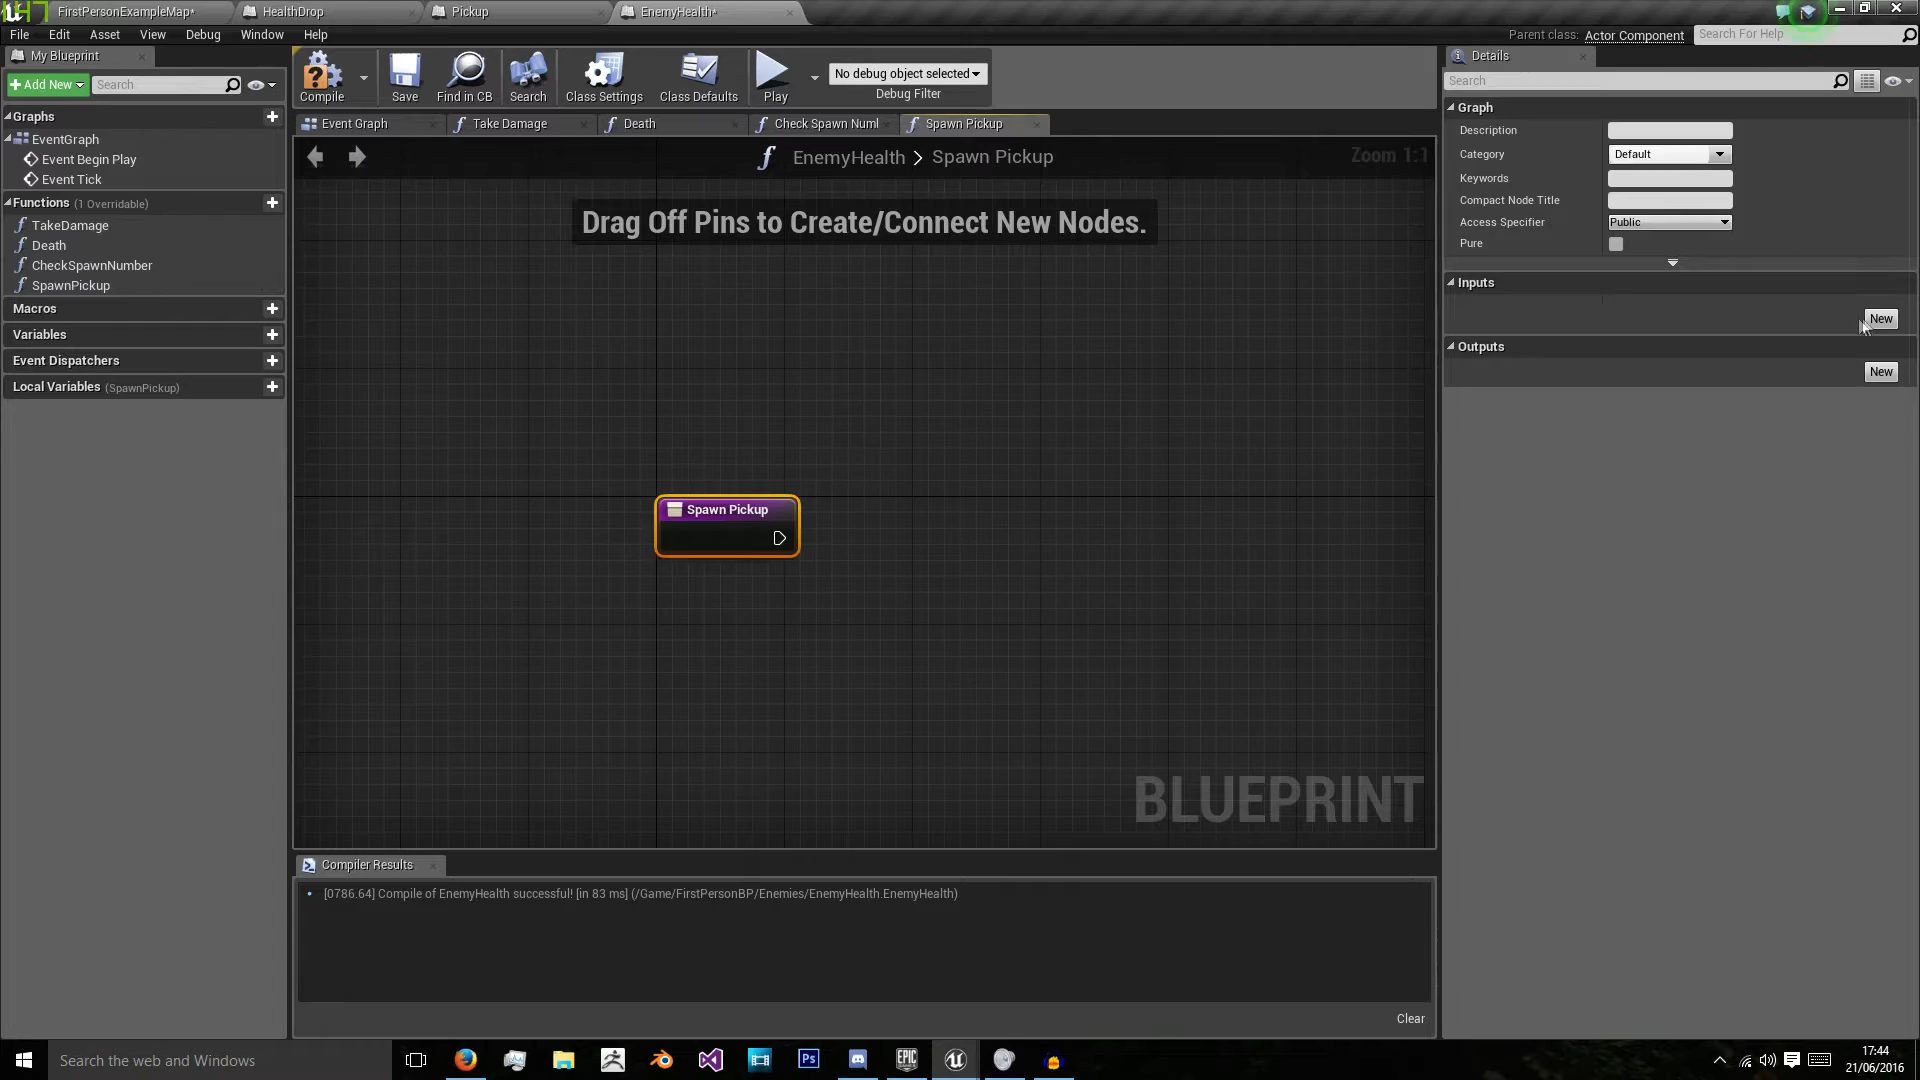 FirstPersonExampleMap*
HealthDrop
Pickup
EnemyHealth*
File
Edit
Asset
View
Debug
Window
Help
Parent class:
Actor Component
Search For Help
My Blueprint
Add New
Search
Compile
Save
Find in CB
Search
Class Settings
Class Defaults
Play
No debug object selected
Debug Filter
Details
Search
Graphs
EventGraph
Event Begin Play
Event Tick
Functions (1 Overridable)
TakeDamage
Death
CheckSpawnNumber
SpawnPickup
Macros
Variables
Event Dispatchers
Local Variables (SpawnPickup)
Event Graph
Take Damage
Death
Check Spawn Numl
Spawn Pickup
EnemyHealth > Spawn Pickup
Zoom 1:1
Drag Off Pins to Create/Connect New Nodes.
Spawn Pickup
BLUEPRINT
Graph
Description
Category
Default
Keywords
Compact Node Title
Access Specifier
Public
Pure
Inputs
New
Outputs
New
Compiler Results
[0786.64] Compile of EnemyHealth successful! [in 83 ms] (/Game/FirstPersonBP/Enemies/EnemyHealth.EnemyHealth)
Clear
Search the web and Windows
Ps
EPIC
17:44
21/06/2016